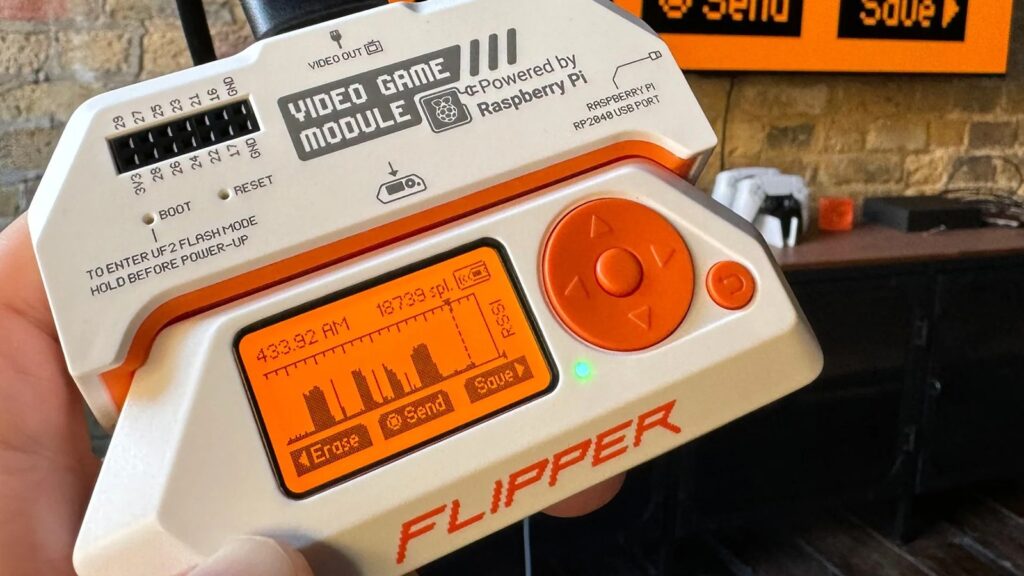 Send
Save
VIDEO OUT
VIDEO GAME
MODULE
Powered by
Raspberry Pi
RASPBERRY PI
RP2040 USB PORT
29 27 25 23 21 16 GND
3V3 28 26 24 22 17 GND
RESET
BOOT
TO ENTER UF2 FLASH MODE
HOLD BEFORE POWER-UP
433.92 AM
18739 spl.
RSSI
Erase
Send
Save
FLIPPER